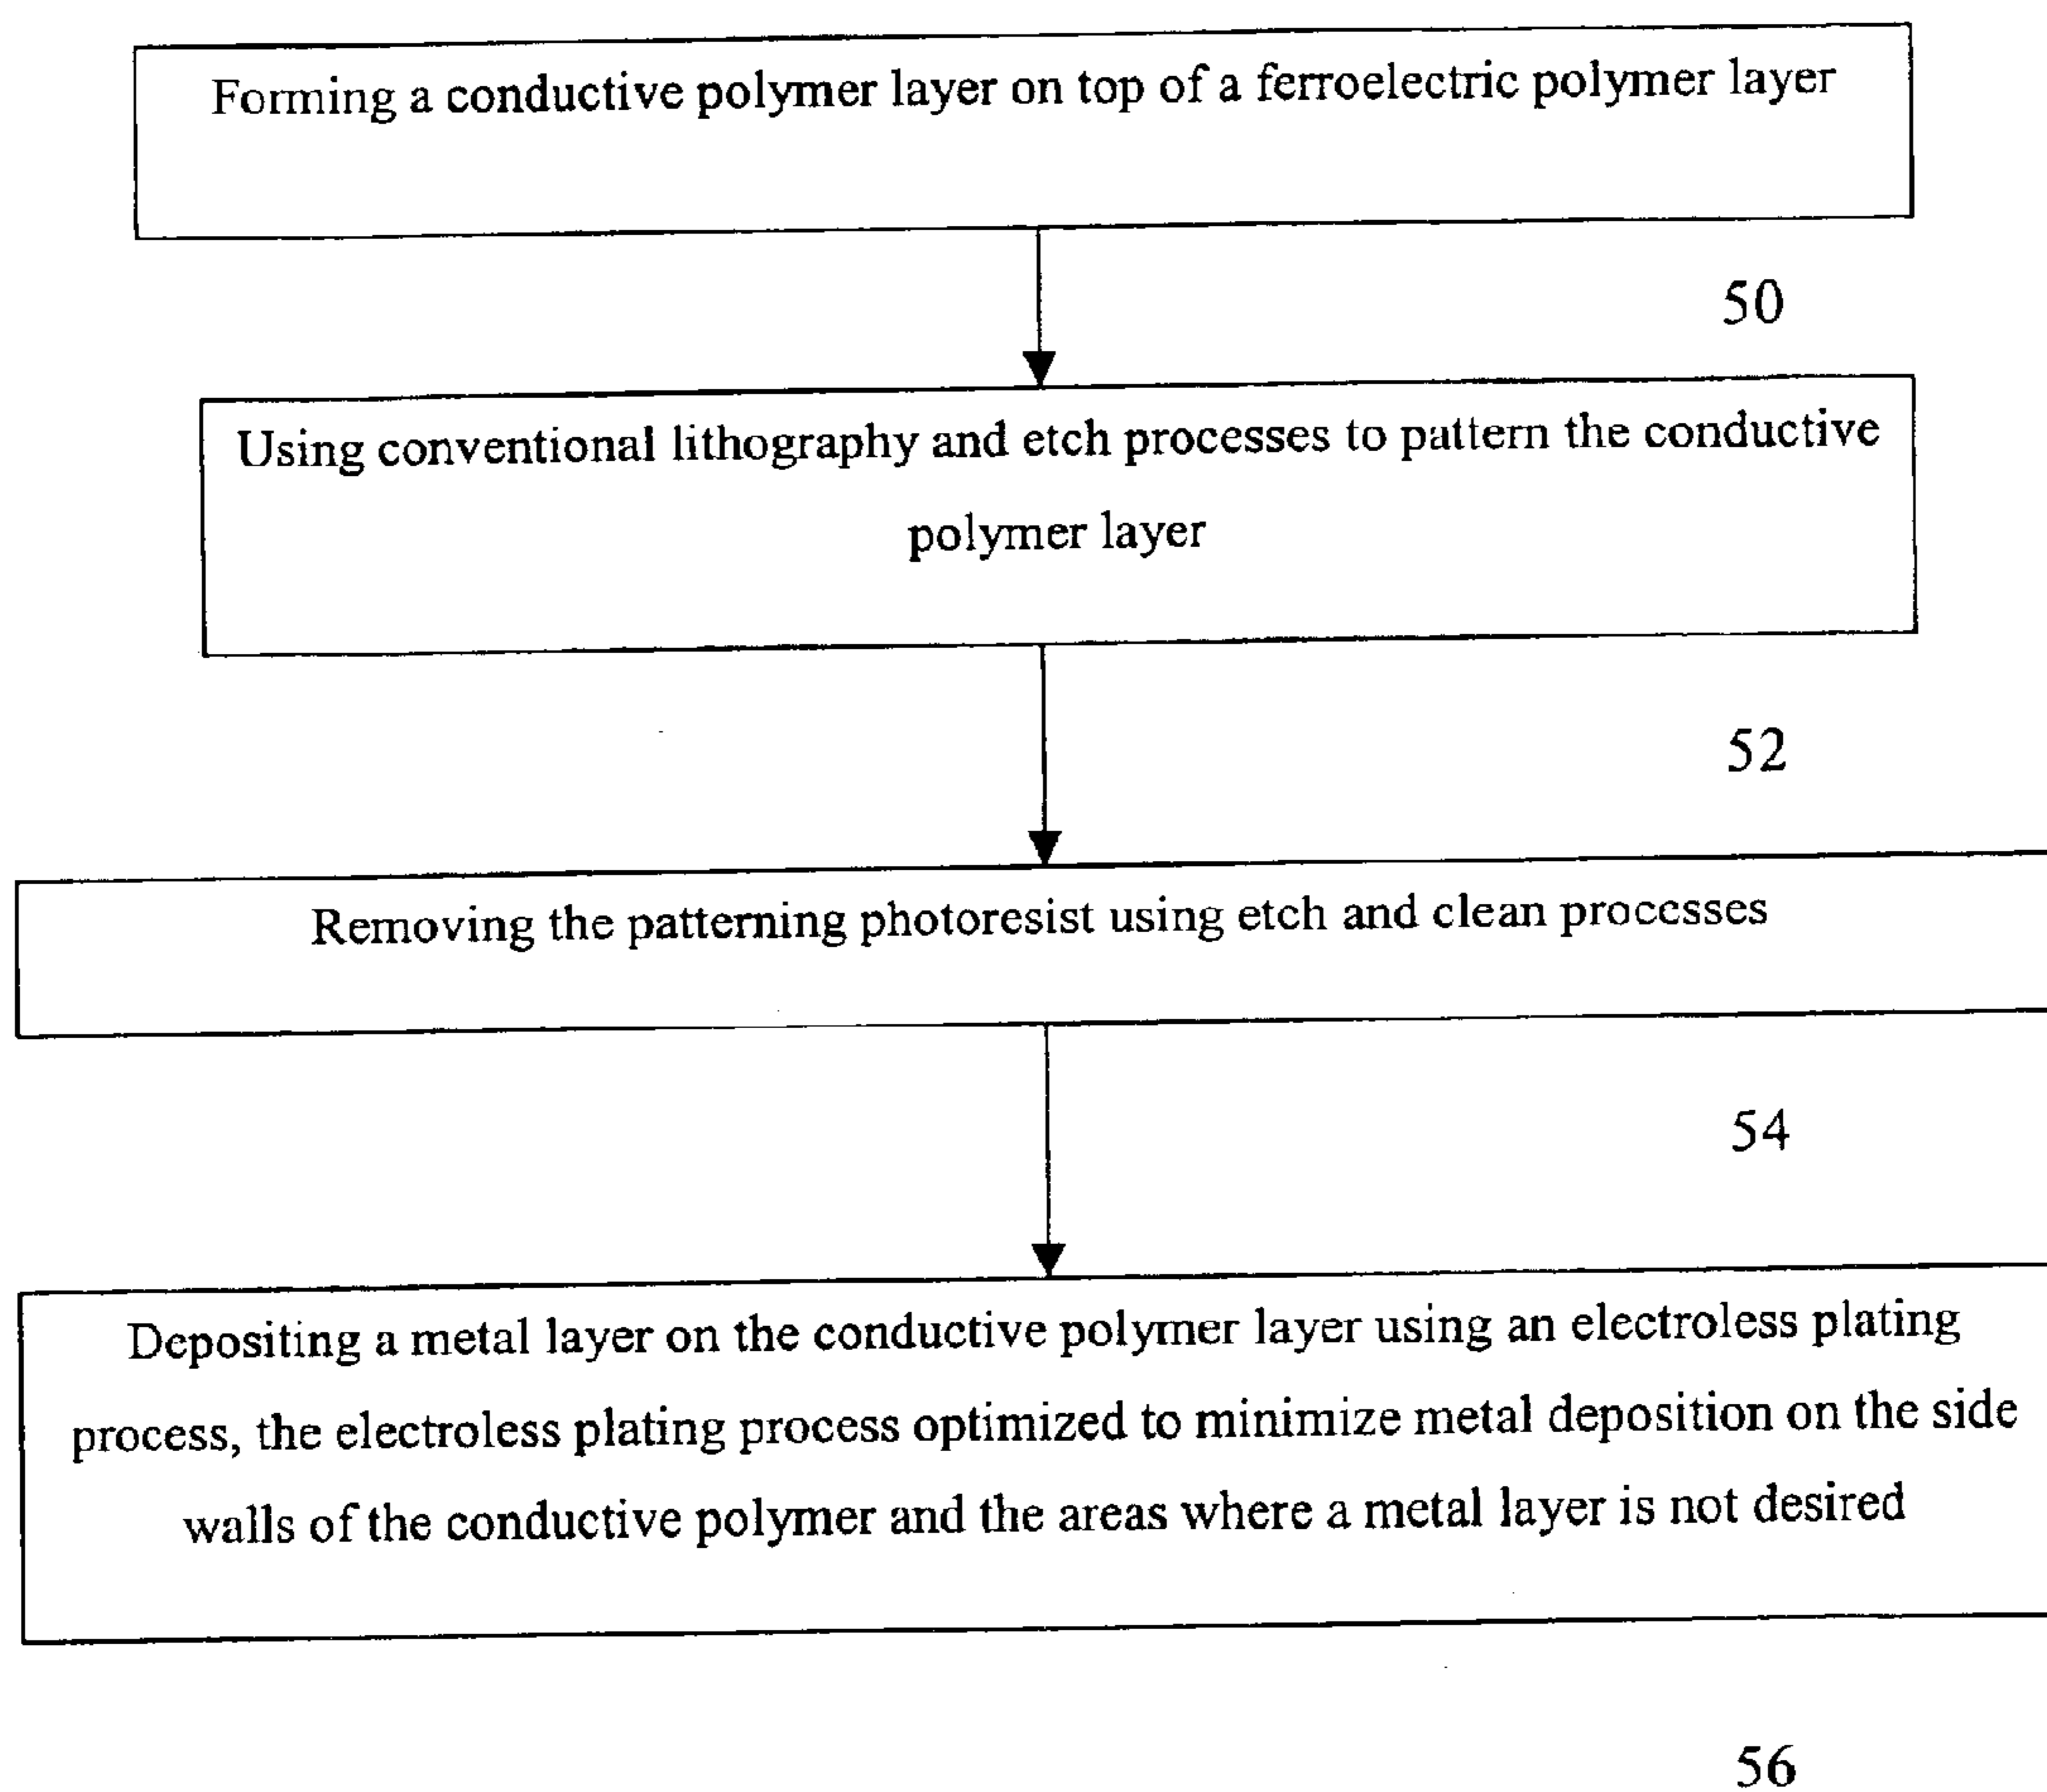 Forming a conductive polymer layer on top of a ferroelectric polymer layer
50
Using conventional lithography and etch processes to pattern the conductive
polymer layer
52
Removing the patterning photoresist using etch and clean processes
54
Depositing a metal layer on the conductive polymer layer using an electroless plating
process, the electroless plating process optimized to minimize metal deposition on the side
walls of the conductive polymer and the areas where a metal layer is not desired
56